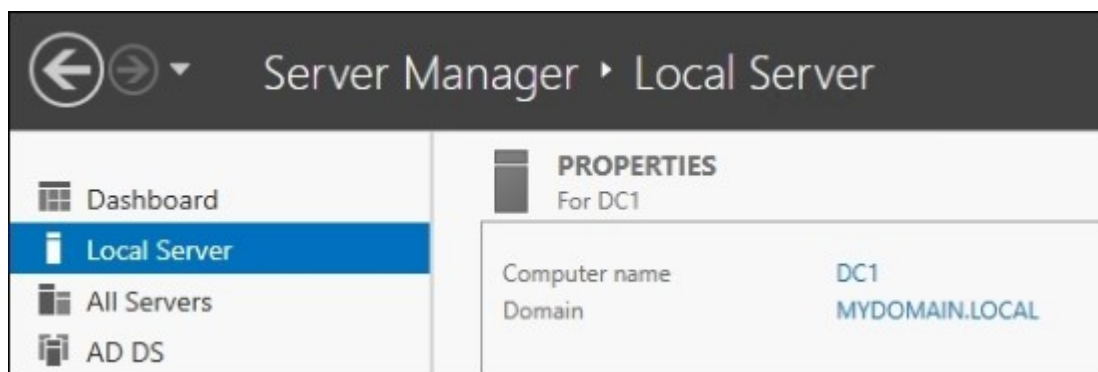 Server Manager ‣ Local Server
Dashboard
Local Server
All Servers
AD DS
PROPERTIES
For DC1
Computer name DC1
Domain MYDOMAIN.LOCAL